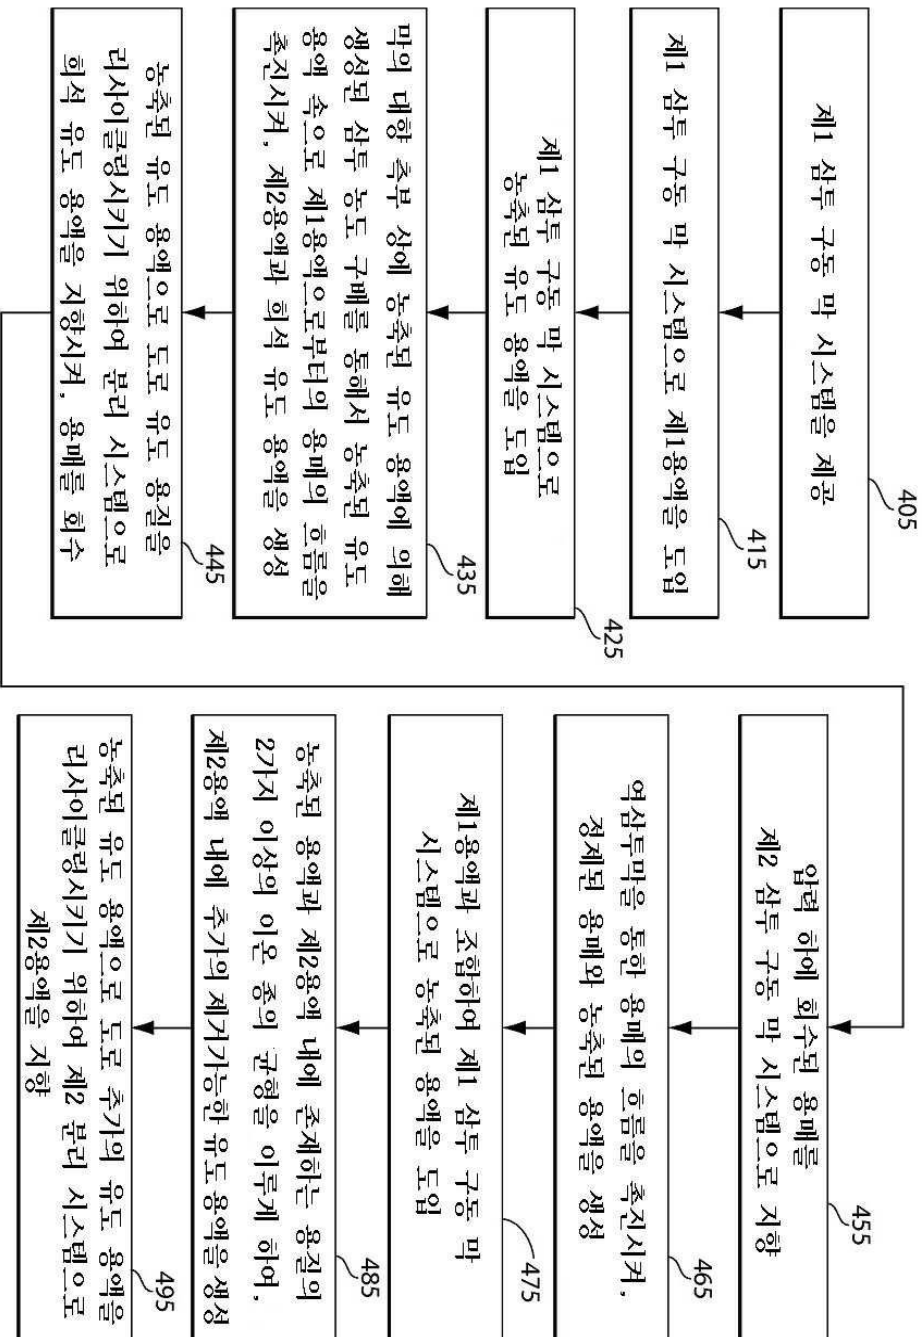 제1 삼투 구동 막 시스템을 제공
405
제1 삼투 구동 막 시스템으로 제1용액을 도입
415
제1 삼투 구동 막 시스템으로
농축된 유도 용액을 도입
425
막의 대향 측부 상에 농축된 유도 용액에 의해
생성된 삼투 농도 구배를 통해서 농축된 유도
용액 속으로 제1용액으로부터의 용매의 흐름을
촉진시켜, 제2용액과 희석 유도 용액을 생성
435
농축된 유도 용액으로 도로 유도 용질을
리사이클링시키기 위하여 분리 시스템으로
희석 유도 용액을 지향시켜, 용매를 회수
445
압력 하에 회수된 용매를
제2 삼투 구동 막 시스템으로 지향
455
역삼투막을 통한 용매의 흐름을 촉진시켜,
정제된 용매와 농축된 용액을 생성
465
제1용액과 조합하여 제1 삼투 구동 막
시스템으로 농축된 용액을 도입
475
농축된 용액과 제2용액 내에 존재하는 용질의
2가지 이상의 이온 종의 균형을 이루게 하여,
제2용액 내에 추가의 제거가능한 유도 용액을 생성
485
농축된 유도 용액으로 도로 추가의 유도 용액을
리사이클링시키기 위하여 제2 분리 시스템으로
제2용액을 지향
495